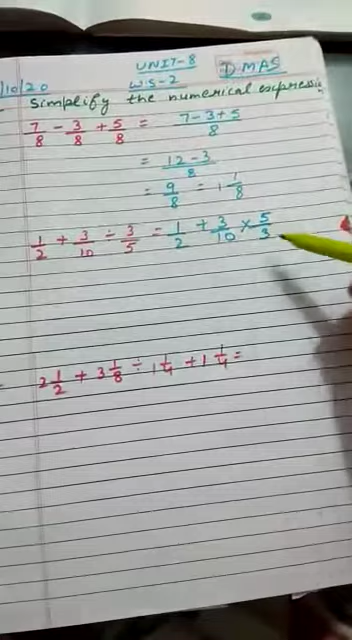 /10/20
UNIT-8
W.S-2
DMAS
Simplify the numerical expressi
7/8 - 3/8 + 5/8 = 7-3+5/8
= 12-3/8
= 9/8 = 1 1/8
1/2 + 3/10 ÷ 3/5 = 1/2 + 3/10 × 5/3
2 1/2 + 3 1/8 ÷ 1 1/4 + 1 1/4 =